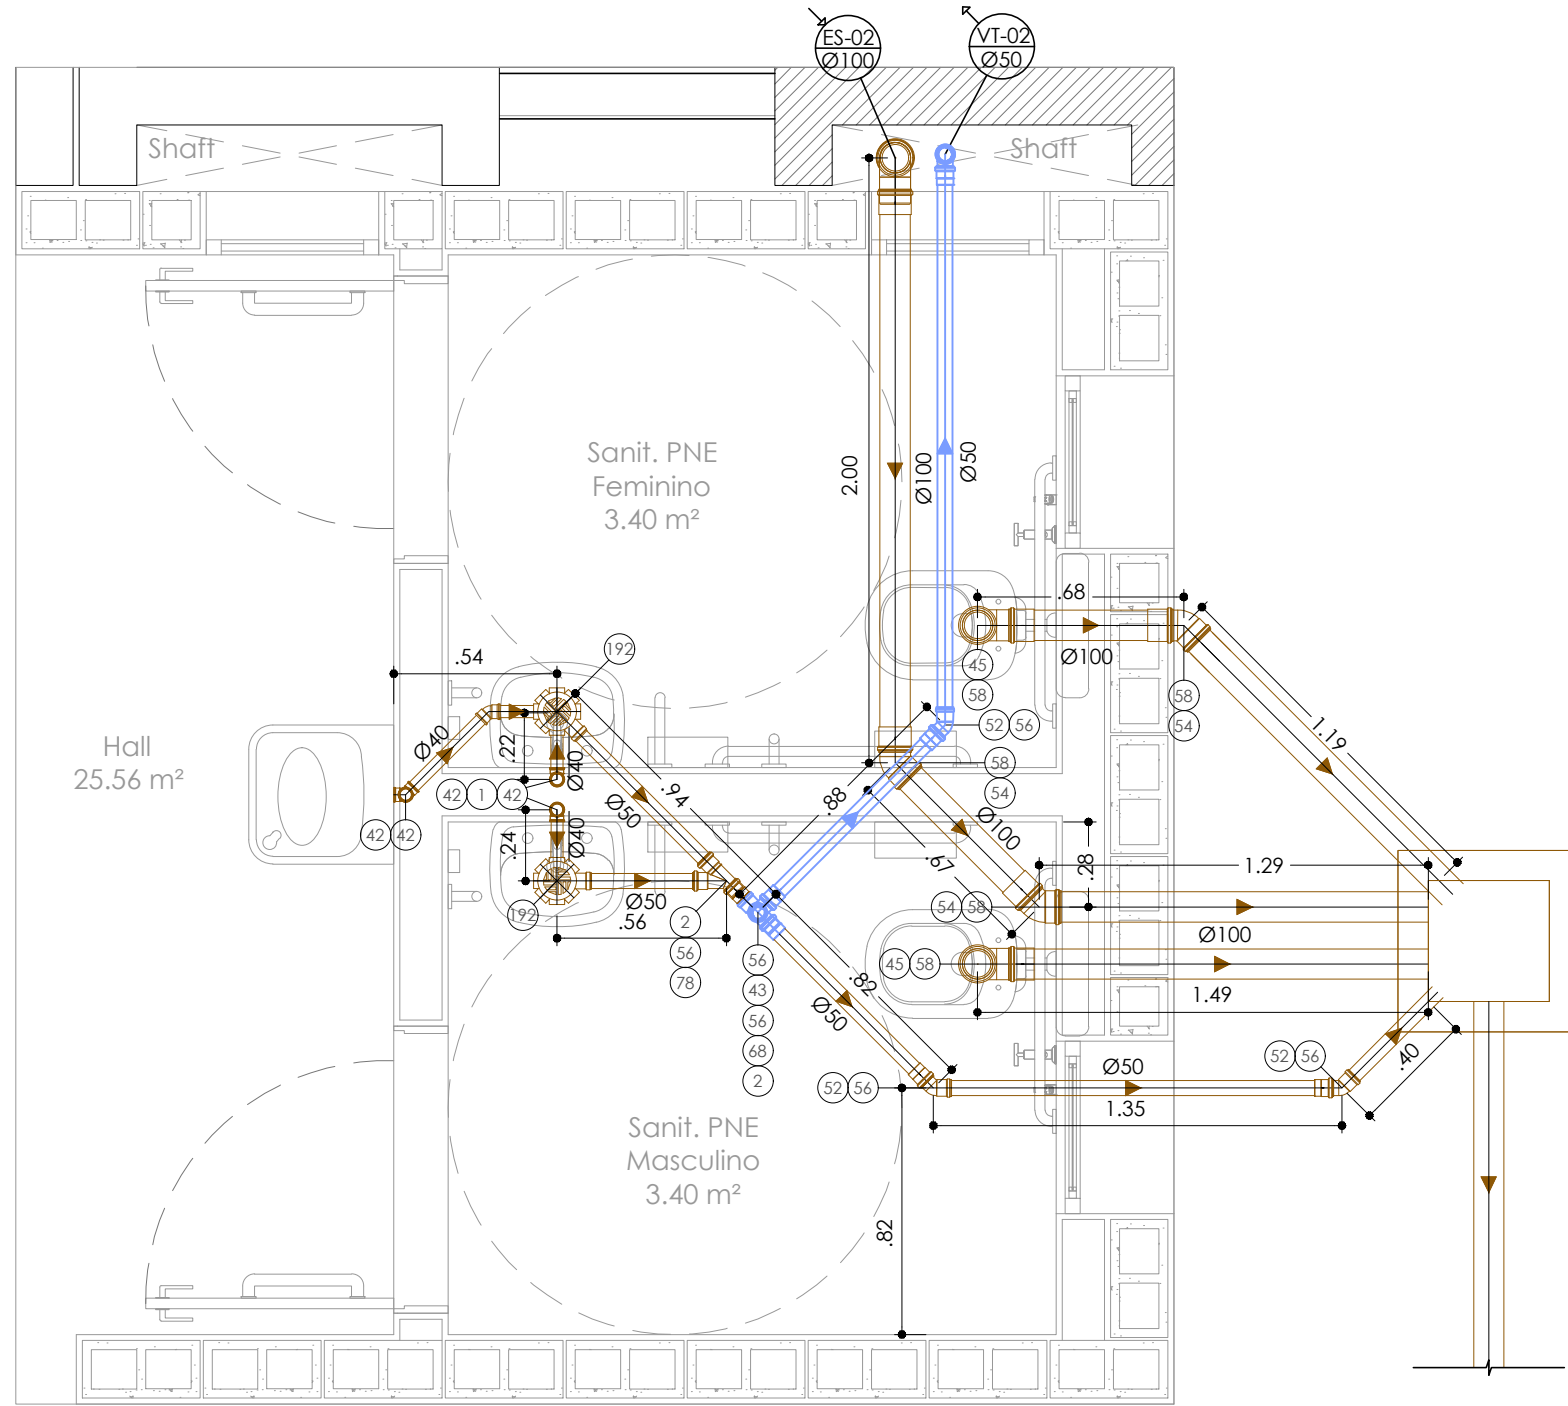 ES-02
Ø100
VT-02
Ø50
Shaft
Shaft
Sanit. PNE
Feminino
3.40 m²
2.00
Ø100
Ø50
.68
Ø100
45
58
58
54
1.19
192
.54
Hall
25.56 m²
Ø40
.22
Ø40
42
1
42
42
42
.24
Ø40
Ø50
.94
.88
52
56
58
54
Ø100
.67
.28
1.29
54
58
Ø100
45
58
1.49
192
Ø50
.56
2
56
78
56
43
56
68
2
.82
Ø50
52
56
Ø50
1.35
52
56
.40
Sanit. PNE
Masculino
3.40 m²
.82